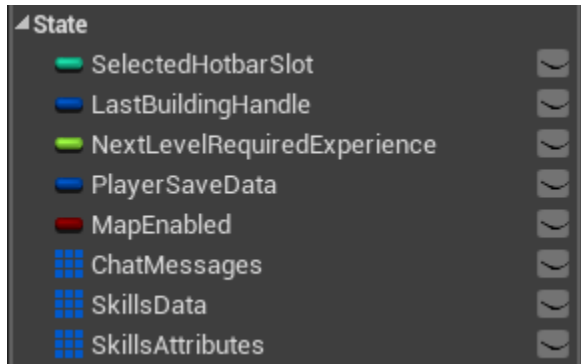 State
SelectedHotbarSlot
LastBuildingHandle
NextLevelRequiredExperience
PlayerSaveData
MapEnabled
ChatMessages
SkillsData
SkillsAttributes